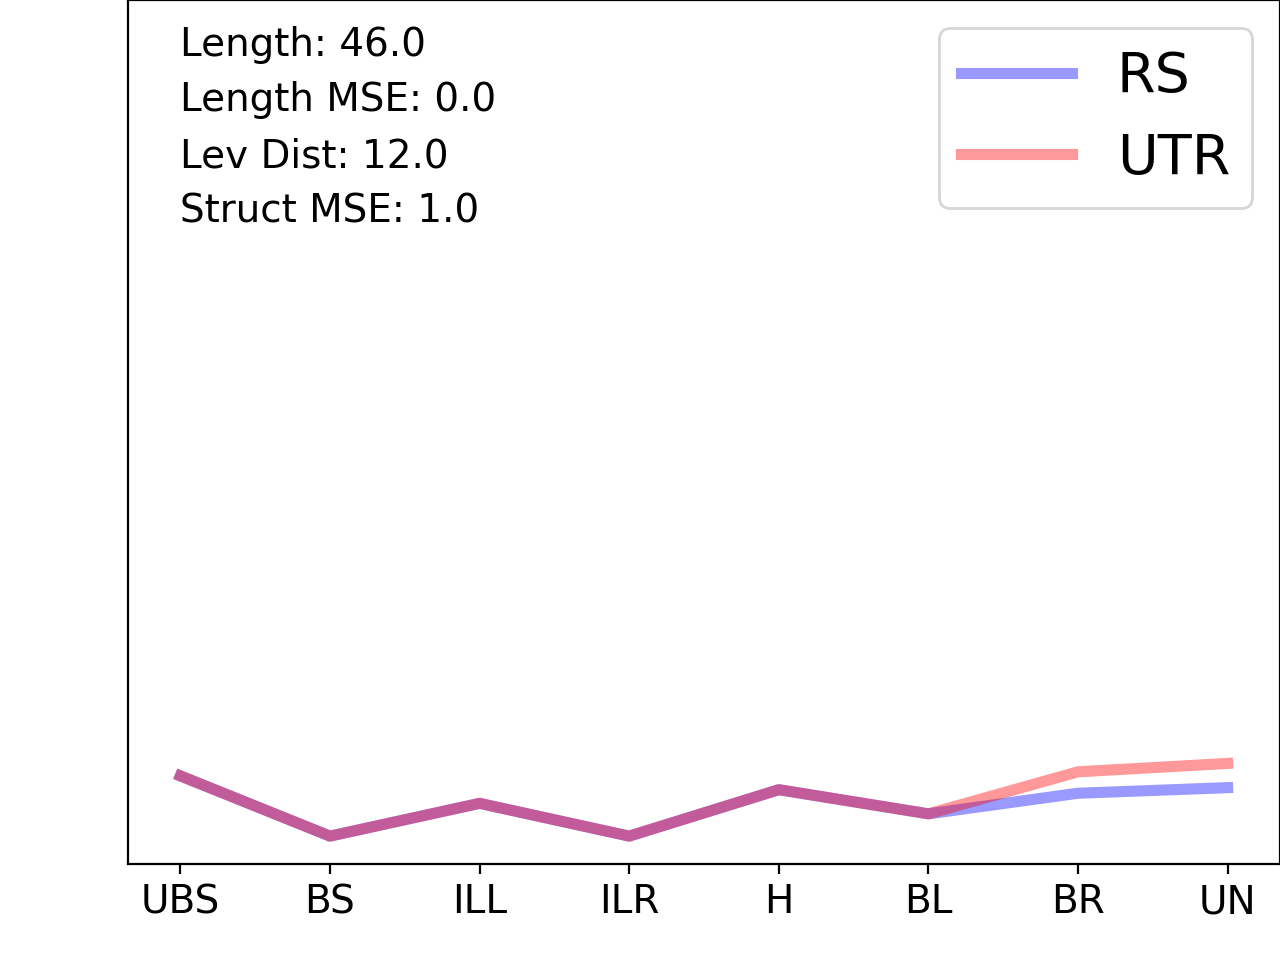 Length: 46.0
Length MSE: 0.0
Lev Dist: 12.0
Struct MSE: 1.0
RS
UTR
UBS BS ILL ILR H BL BR UN